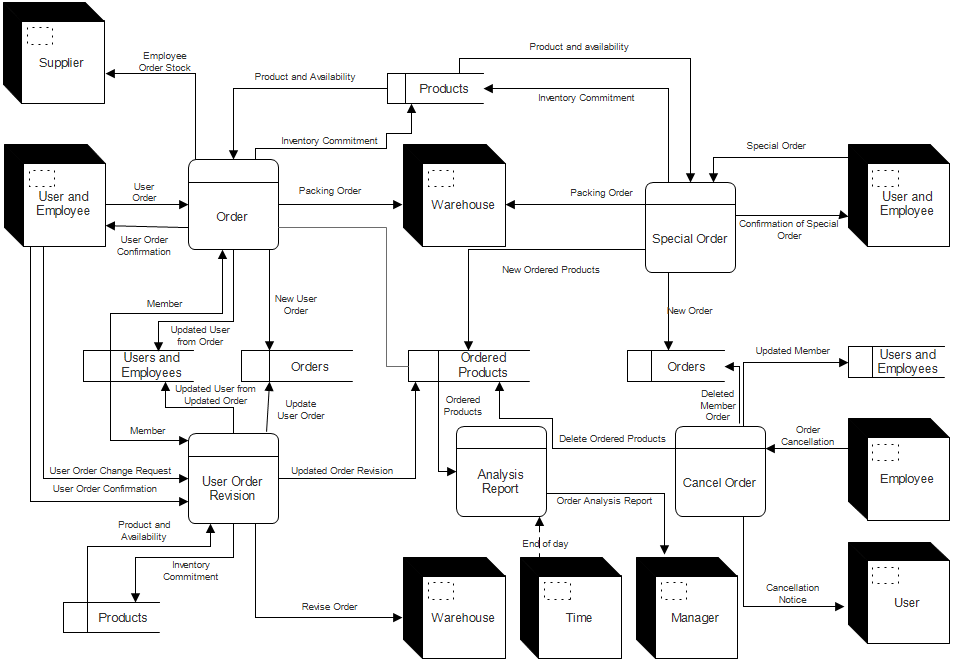 Product and availability
Employee
Order Stock
Supplier
Product and Availability
Products
Inventory Commitment
Inventory Commitment
Special Order
User
Order
Packing Order
Packing Order
User and
Employee
Order
Warehouse
Special Order
User and
Employee
User Order
Confirmation
Confirmation of Special
Order
New Ordered Products
Member
New User
Order
New Order
Updated User
from Order
Users and
Employees
Orders
Ordered
Products
Orders
Updated Member
Users and
Employees
Updated User from
Updated Order
Update
User Order
Ordered
Products
Deleted
Member
Order
Member
Delete Ordered Products
Order
Cancellation
User Order Change Request
User Order
Revision
Updated Order Revision
Analysis
Report
Cancel Order
Employee
User Order Confirmation
Order Analysis Report
Product and
Availability
End of day
Inventory
Commitment
Cancellation
Notice
User
Products
Revise Order
Warehouse
Time
Manager